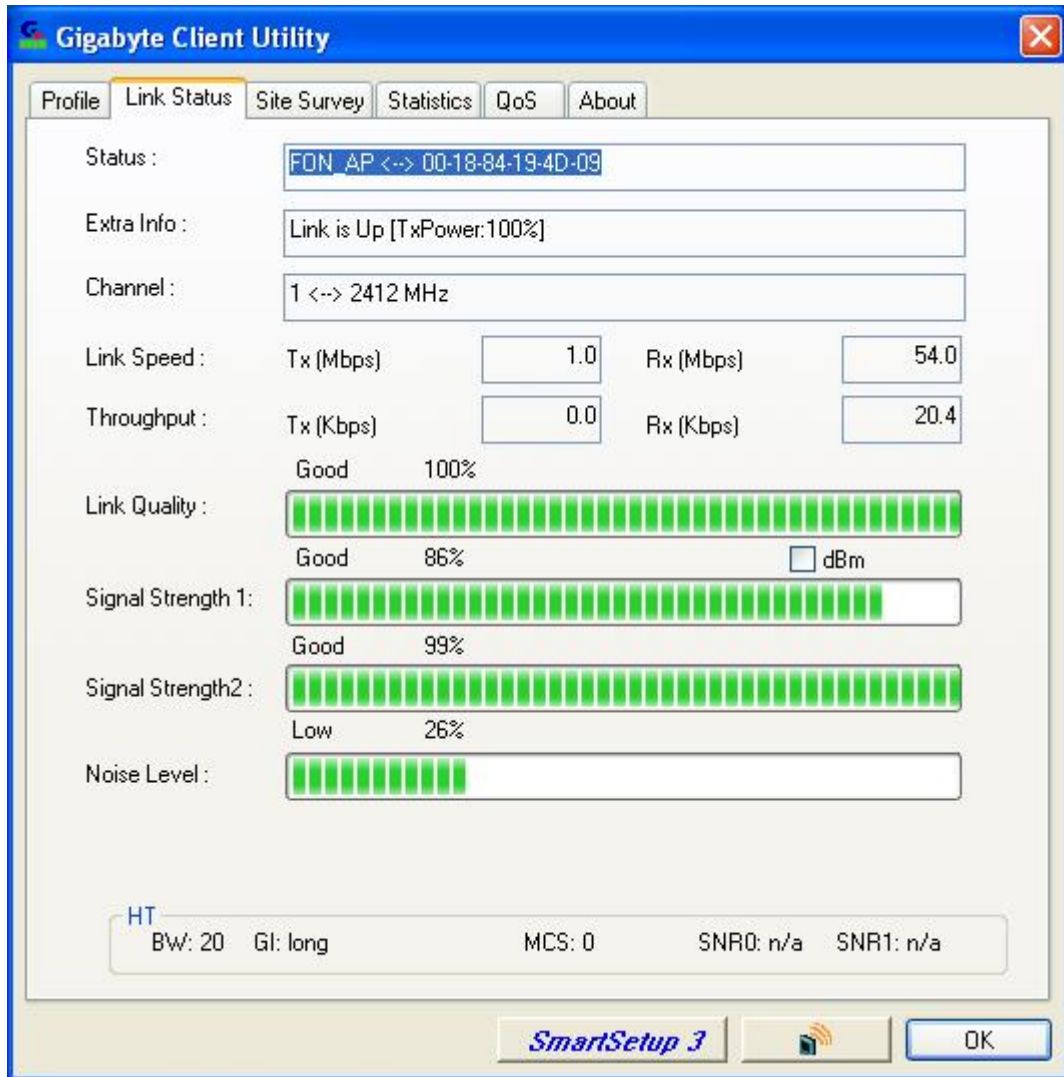 Gigabyte Client Utility
Profile Link Status Site Survey Statistics QoS About
Status : FON_AP <--> 00-18-84-19-4D-09
Extra Info : Link is Up [TxPower:100%]
Channel : 1 <--> 2412 MHz
Link Speed : Tx (Mbps) 1.0 Rx (Mbps) 54.0
Throughput : Tx (Kbps) 0.0 Rx (Kbps) 20.4
Good 100%
Link Quality :
Good 86% dBm
Signal Strength 1:
Good 99%
Signal Strength2 :
Low 26%
Noise Level :
HT
BW: 20 GI: long MCS: 0 SNR0: n/a SNR1: n/a
SmartSetup 3 OK